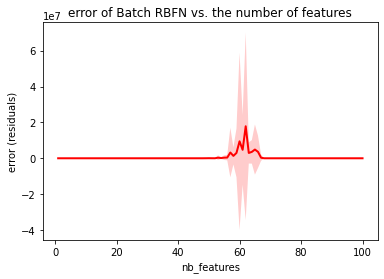 error of Batch RBFN vs. the number of features
1e7
6
4
2
0
−2
−4
error (residuals)
0 20 40 60 80 100
nb_features